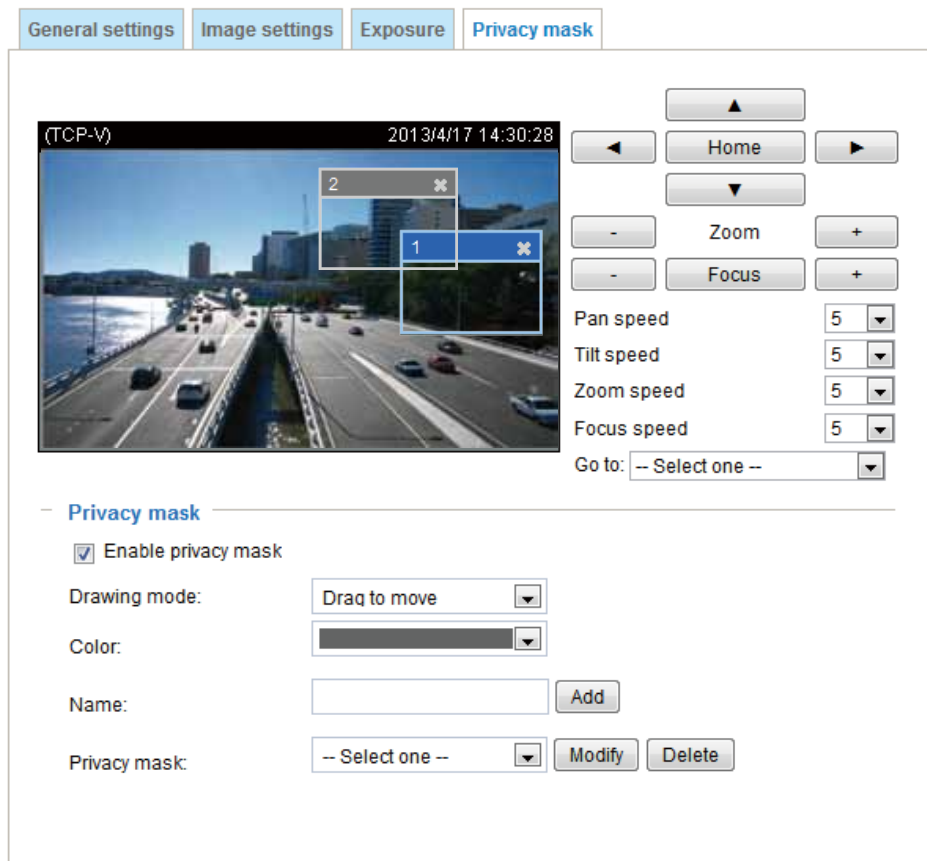 General settings Image settings Exposure Privacy mask
(TCP-V) 2013/4/17 14:30:28
2
1
Home
- Zoom +
- Focus +
Pan speed 5
Tilt speed 5
Zoom speed 5
Focus speed 5
Go to: -- Select one --
Privacy mask
Enable privacy mask
Drawing mode: Drag to move
Color:
Name: Add
Privacy mask: -- Select one -- Modify Delete